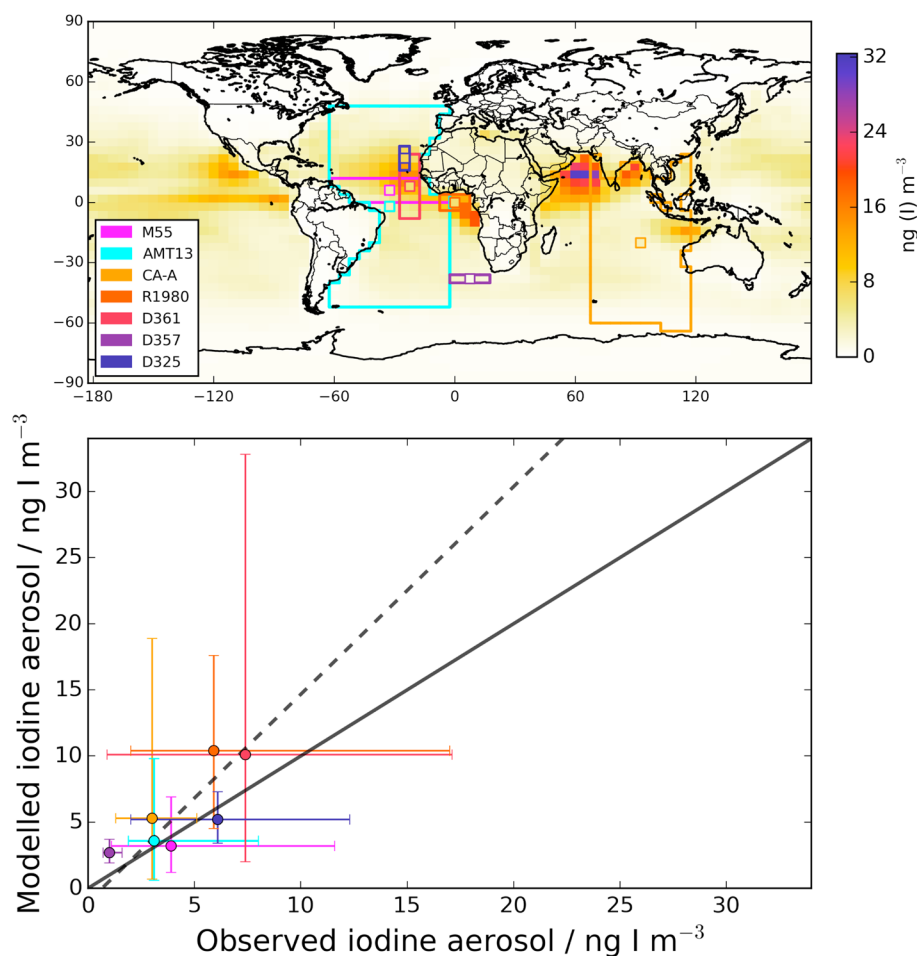 90
60
30
0
−30
−60
−90
−180 −120 −60 0 60 120
M55
AMT13
CA-A
R1980
D361
D357
D325
32
24
16
8
0
ng (I) m⁻³
Modelled iodine aerosol / ng I m⁻³
30
25
20
15
10
5
0
0 5 10 15 20 25 30
Observed iodine aerosol / ng I m⁻³